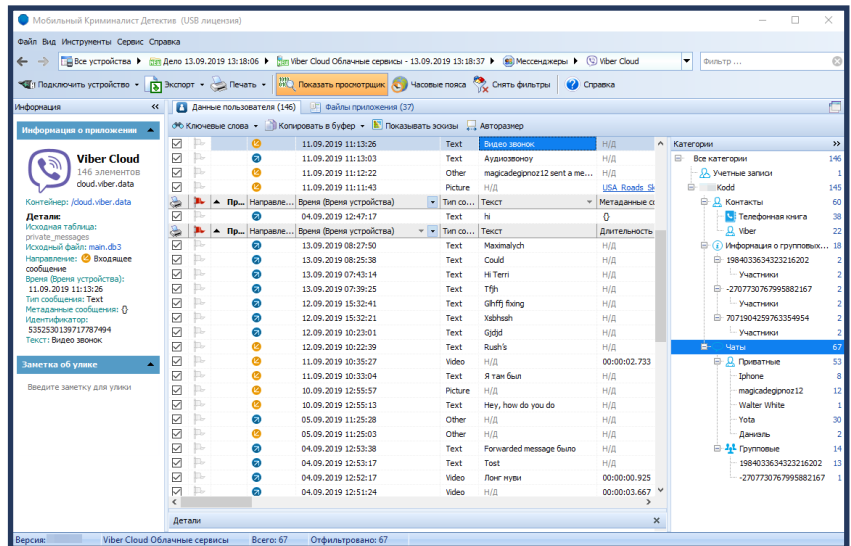 Мобильный Криминалист Детектив (USB лицензия)
Файл Вид Инструменты Сервис Справка
Все устройства Дело 13.09.2019 13:18:06 Viber Cloud Облачные сервисы - 13.09.2019 13:18:37 Мессенджеры Viber Cloud Фильтр ...
Подключить устройство Экспорт Печать Показать просмотрщик Часовые пояса Снять фильтры Справка
Информация <<
Информация о приложении
Viber Cloud
146 элементов
cloud.viber.data
Контейнер: /cloud.viber.data
Детали:
Исходная таблица:
private_messages
Исходный файл: main.db3
Направление: Входящее
сообщение
Время (Время устройства):
11.09.2019 11:13:26
Тип сообщения: Text
Метаданные сообщения: {}
Идентификатор:
5352530139717787494
Текст: Видео звонок
Заметка об улике
Введите заметку для улики
Данные пользователя (146) Файлы приложения (37)
Ключевые слова Копировать в буфер Показывать эскизы Авторазмер
11.09.2019 11:13:26 Text Видео звонок Н/Д
11.09.2019 11:13:03 Text Аудиозвоноу Н/Д
11.09.2019 11:12:22 Other magicadegipnoz12 sent a me... Н/Д
11.09.2019 11:11:43 Picture Н/Д USA_Roads_Sk
Пр... Направле... Время (Время устройства) Тип со... Текст Метаданные со
04.09.2019 12:47:17 Text hi {}
Пр... Направле... Время (Время устройства) Тип со... Текст Длительность
13.09.2019 08:27:50 Text Maximalych Н/Д
13.09.2019 08:25:38 Text Could Н/Д
13.09.2019 07:43:14 Text Hi Terri Н/Д
13.09.2019 07:39:25 Text Tfjh Н/Д
12.09.2019 15:32:41 Text Glhffj fixing Н/Д
12.09.2019 15:32:21 Text Xsbhssh Н/Д
12.09.2019 10:23:01 Text Gjdjd Н/Д
12.09.2019 10:22:39 Text Rush's Н/Д
11.09.2019 10:35:27 Video Н/Д 00:00:02.733
11.09.2019 10:33:04 Text Я там был Н/Д
10.09.2019 12:55:57 Picture Н/Д Н/Д
10.09.2019 12:55:13 Text Hey, how do you do Н/Д
05.09.2019 11:25:28 Other Н/Д Н/Д
05.09.2019 11:25:03 Other Н/Д Н/Д
04.09.2019 12:53:38 Text Forwarded message было Н/Д
04.09.2019 12:53:17 Text Tost Н/Д
04.09.2019 12:52:17 Video Лонг муви 00:00:00.925
04.09.2019 12:51:24 Video Н/Д 00:00:03.667
Детали
Категории >>
Все категории 146
Учетные записи 1
Kodd 145
Контакты 60
Телефонная книга 38
Viber 22
Информация о групповых... 18
1984033634323216202 2
Участники 2
-2707730767995882167 2
Участники 2
7071904259763354954 2
Участники 2
Чаты 67
Приватные 53
Iphone 8
magicadegipnoz12 12
Walter White 1
Yota 30
Даниэль 2
Групповые 14
1984033634323216202 13
-2707730767995882167 1
Версия: Viber Cloud Облачные сервисы Всего: 67 Отфильтровано: 67